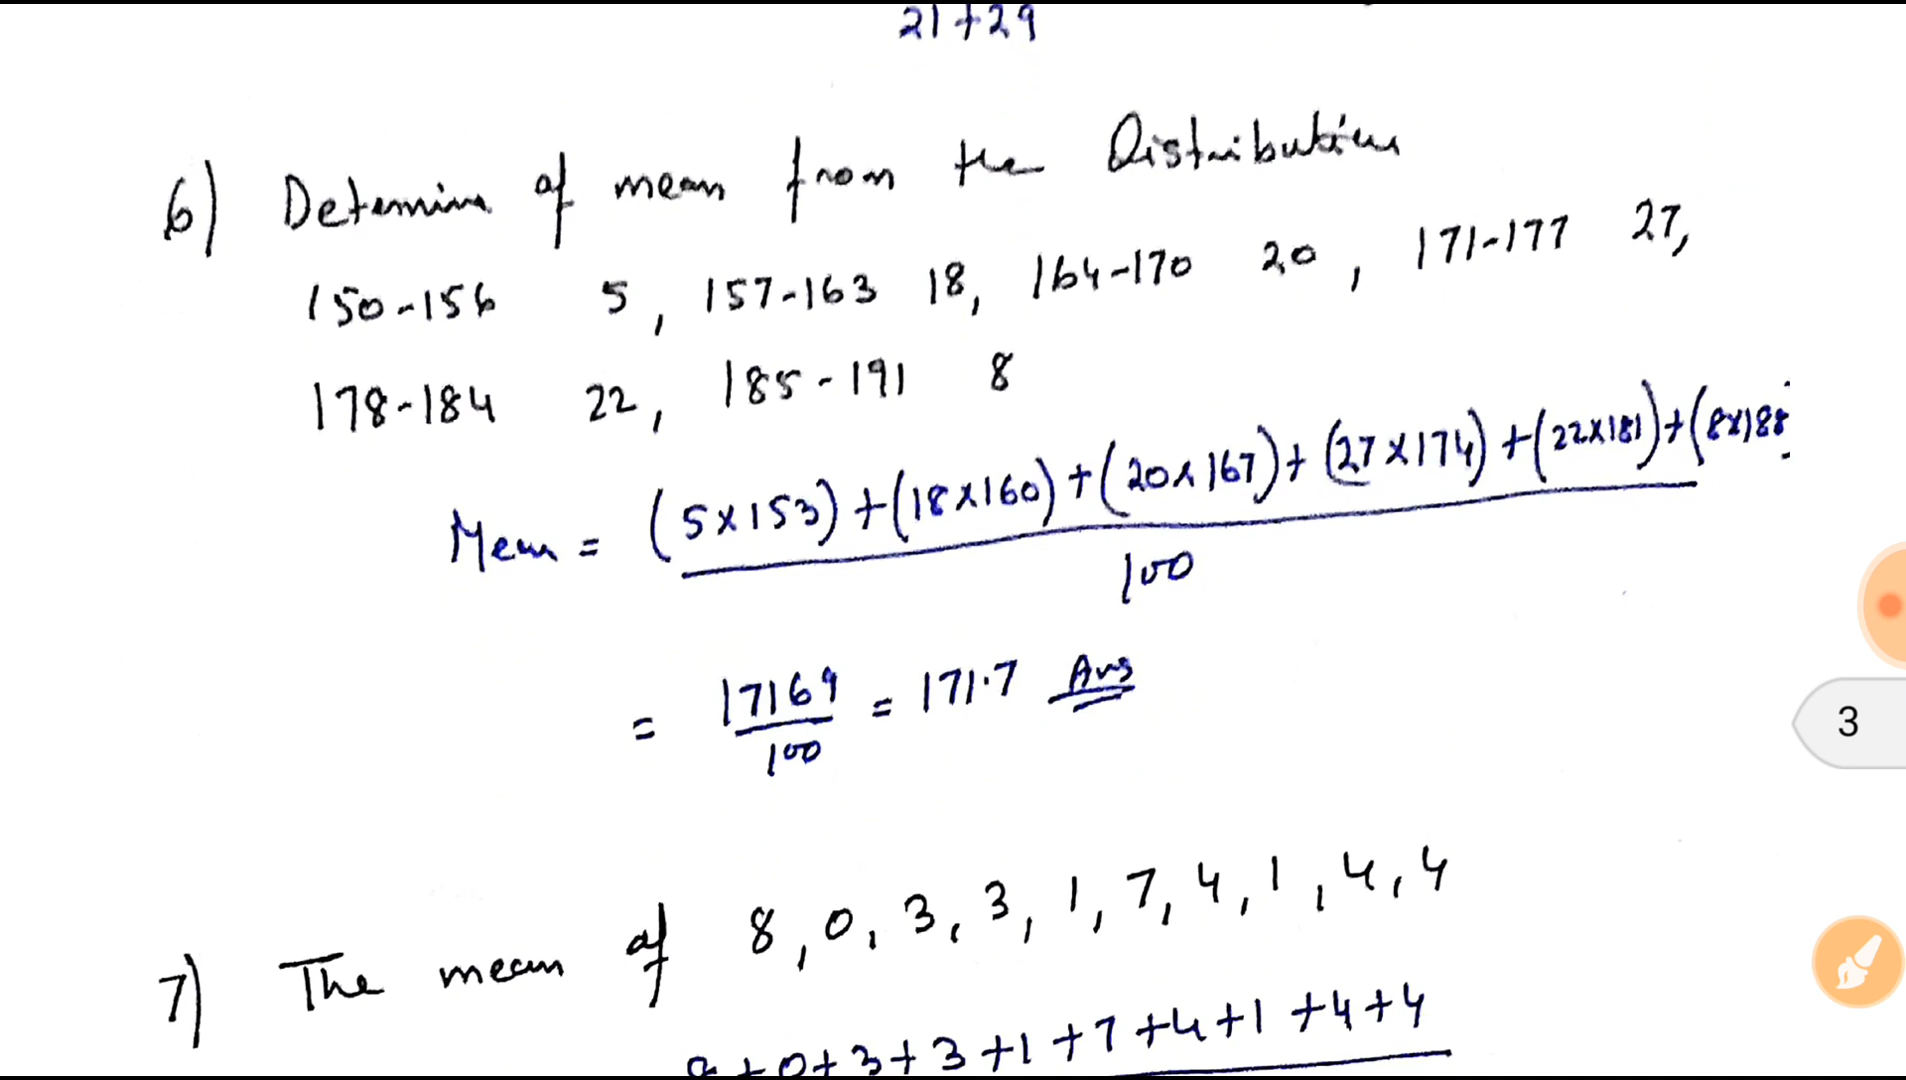 21+29
6) Determine of mean from the Distribution
150-156 5, 157-163 18, 164-170 20, 171-177 27,
178-184 22, 185-191 8
Mean = (5x153)+(18x160)+(20x167)+(27x174)+(22x181)+(8x188)
100
= 17169 = 171.7 Ans
100
7) The mean of 8,0,3,3,1,7,4,1,4,4
8+0+3+3+1+7+4+1+4+4
3